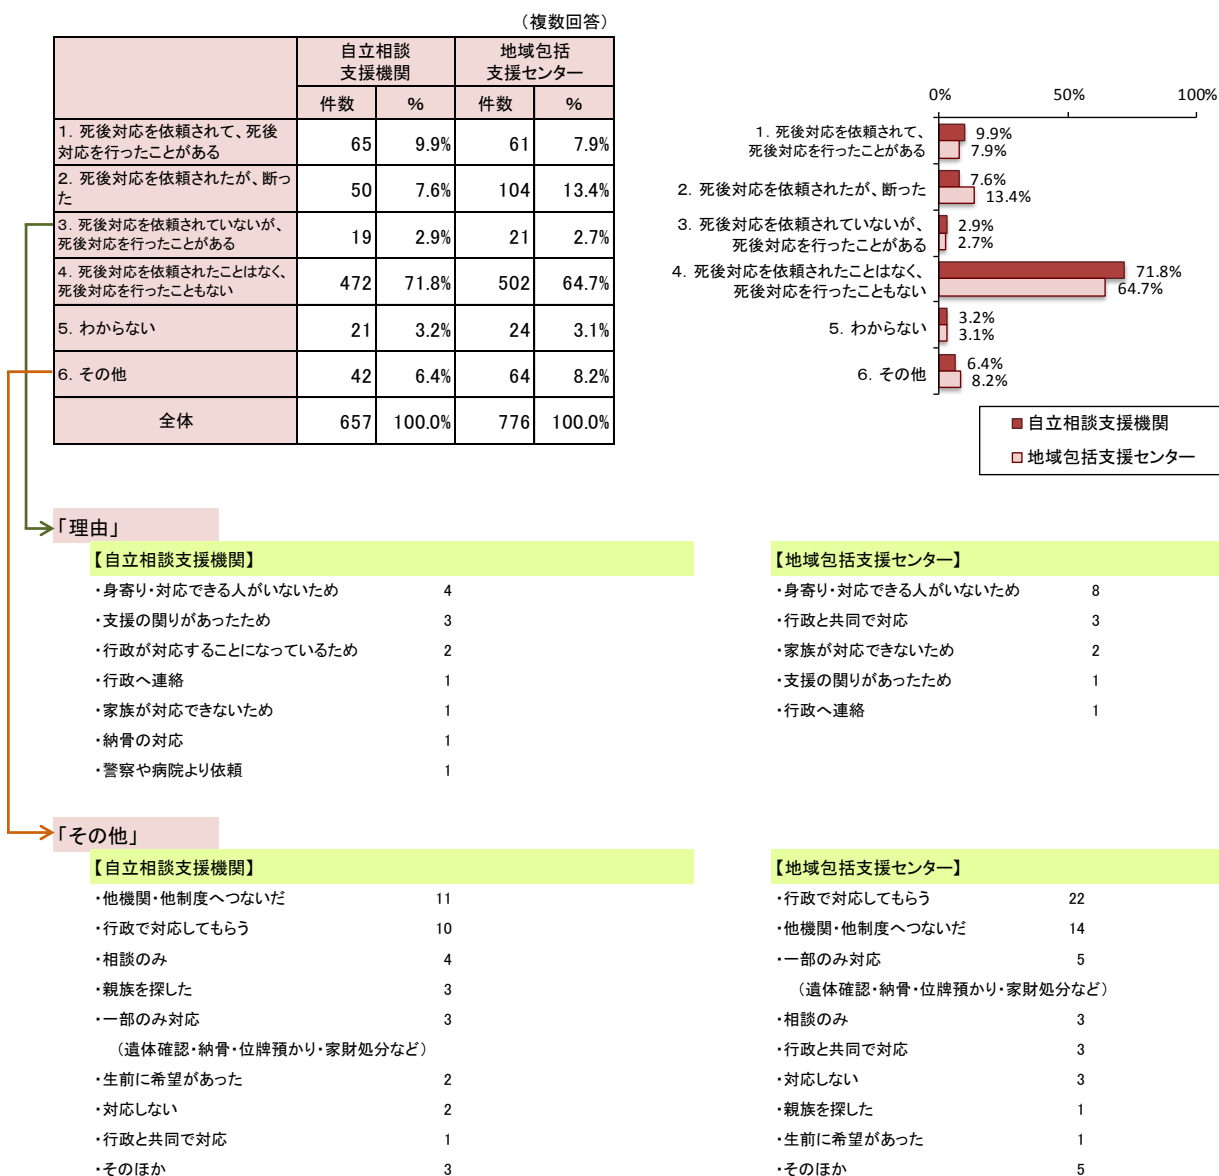 （複数回答）
自立相談
支援機関
地域包括
支援センター
件数 % 件数 %
1．死後対応を依頼されて、死後
対応を行ったことがある
65 9.9% 61 7.9%
2．死後対応を依頼されたが、断っ
た
50 7.6% 104 13.4%
3．死後対応を依頼されていないが、
死後対応を行ったことがある
19 2.9% 21 2.7%
4．死後対応を依頼されたことはなく、
死後対応を行ったこともない
472 71.8% 502 64.7%
5．わからない 21 3.2% 24 3.1%
6．その他 42 6.4% 64 8.2%
全体 657 100.0% 776 100.0%
0% 50% 100%
1．死後対応を依頼されて、
死後対応を行ったことがある
9.9%
7.9%
2．死後対応を依頼されたが、断った
7.6%
13.4%
3．死後対応を依頼されていないが、
死後対応を行ったことがある
2.9%
2.7%
4．死後対応を依頼されたことはなく、
死後対応を行ったこともない
71.8%
64.7%
5．わからない
3.2%
3.1%
6．その他
6.4%
8.2%
自立相談支援機関
地域包括支援センター
「理由」
【自立相談支援機関】
・身寄り・対応できる人がいないため 4
・支援の関りがあったため 3
・行政が対応することになっているため 2
・行政へ連絡 1
・家族が対応できないため 1
・納骨の対応 1
・警察や病院より依頼 1
【地域包括支援センター】
・身寄り・対応できる人がいないため 8
・行政と共同で対応 3
・家族が対応できないため 2
・支援の関りがあったため 1
・行政へ連絡 1
「その他」
【自立相談支援機関】
・他機関・他制度へつないだ 11
・行政で対応してもらう 10
・相談のみ 4
・親族を探した 3
・一部のみ対応 3
（遺体確認・納骨・位牌預かり・家財処分など）
・生前に希望があった 2
・対応しない 2
・行政と共同で対応 1
・そのほか 3
【地域包括支援センター】
・行政で対応してもらう 22
・他機関・他制度へつないだ 14
・一部のみ対応 5
（遺体確認・納骨・位牌預かり・家財処分など）
・相談のみ 3
・行政と共同で対応 3
・対応しない 3
・親族を探した 1
・生前に希望があった 1
・そのほか 5